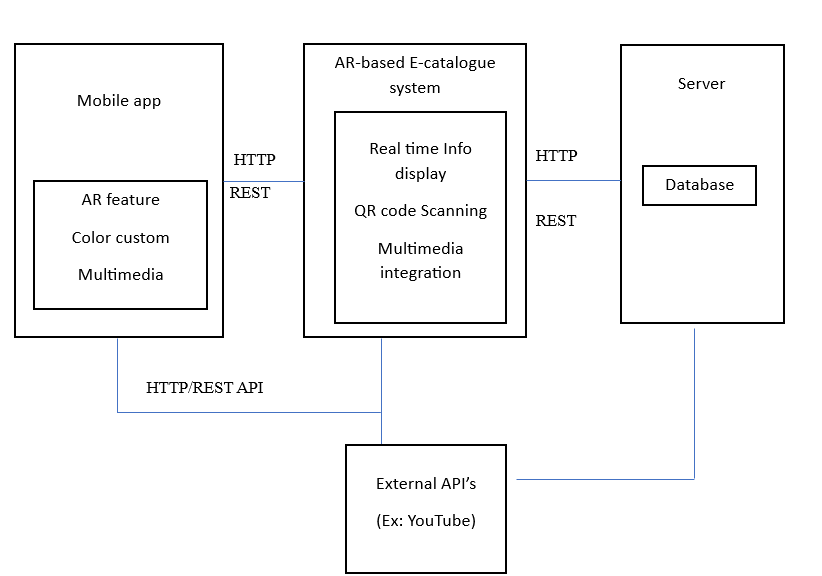 Mobile app
AR feature
Color custom
Multimedia
HTTP
REST
AR-based E-catalogue
system
Real time Info
display
QR code Scanning
Multimedia
integration
HTTP
REST
Server
Database
HTTP/REST API
External API’s
(Ex: YouTube)